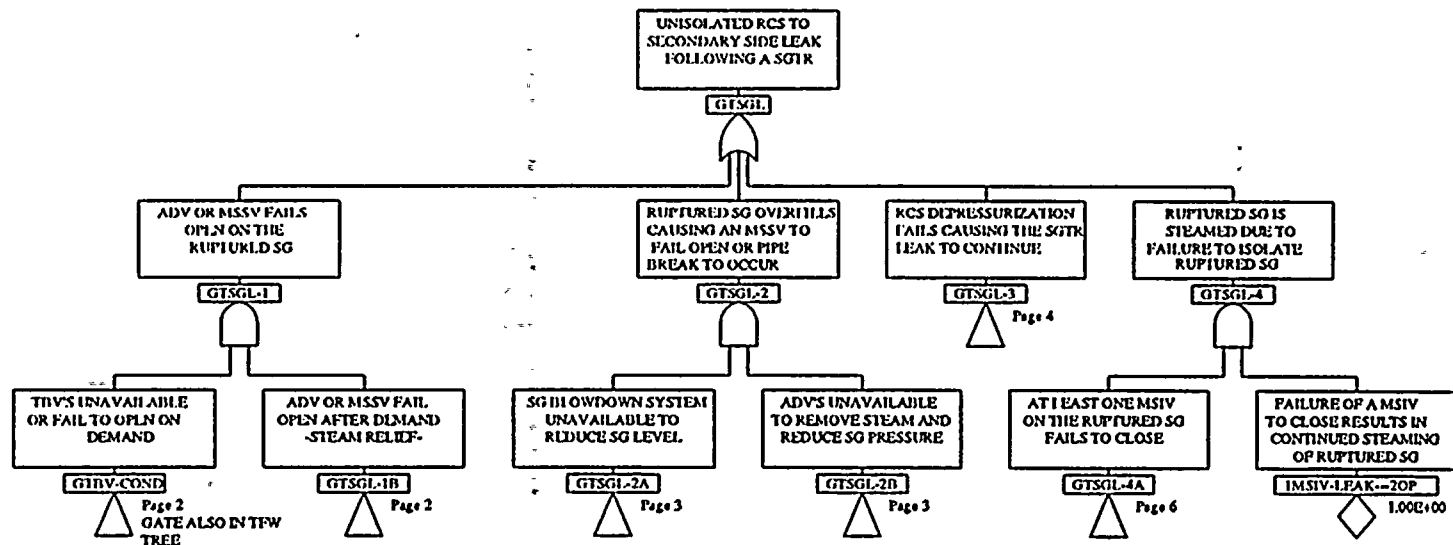 UNISOLATED RCS TO
SECONDARY SIDE LEAK
FOLLOWING A SGTR
GTSGL
ADV OR MSSV FAILS
OPEN ON THE
RUPTURED SG
GTSGL-1
RUPTURED SG OVERFILLS
CAUSING AN MSSV TO
FAIL OPEN OR PIPE
BREAK TO OCCUR
GTSGL-2
RCS DEPRESSURIZATION
FAILS CAUSING THE SGTR
LEAK TO CONTINUE
GTSGL-3
Page 4
RUPTURED SG IS
STEAMED DUE TO
FAILURE TO ISOLATE
RUPTURED SG
GTSGL-4
TBV'S UNAVAILABLE
OR FAIL TO OPEN ON
DEMAND
GTBV-COND
Page 2
GATE ALSO IN TFW
TREE
ADV OR MSSV FAIL
OPEN AFTER DEMAND
-STEAM RELIEF-
GTSGL-1B
Page 2
SG BLOWDOWN SYSTEM
UNAVAILABLE TO
REDUCE SG LEVEL
GTSGL-2A
Page 3
ADV'S UNAVAILABLE
TO REMOVE STEAM AND
REDUCE SG PRESSURE
GTSGL-2B
Page 3
AT LEAST ONE MSIV
ON THE RUPTURED SG
FAILS TO CLOSE
GTSGL-4A
Page 6
FAILURE OF A MSIV
TO CLOSE RESULTS IN
CONTINUED STEAMING
OF RUPTURED SG
1MSIV-LEAK--2OP
1.00E+00